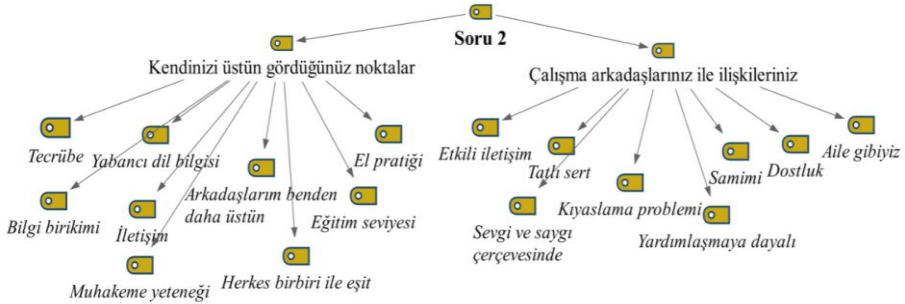 Soru 2
Kendinizi üstün gördüğünüz noktalar
Çalışma arkadaşlarınız ile ilişkileriniz
Tecrübe
Yabancı dil bilgisi
El pratiği
Arkadaşlarım benden
daha üstün
Bilgi birikimi
İletişim
Eğitim seviyesi
Muhakeme yeteneği
Herkes birbiri ile eşit
Etkili iletişim
Tatlı sert
Samimi
Dostluk
Aile gibiyiz
Sevgi ve saygı
çerçevesinde
Kıyaslama problemi
Yardımlaşmaya dayalı